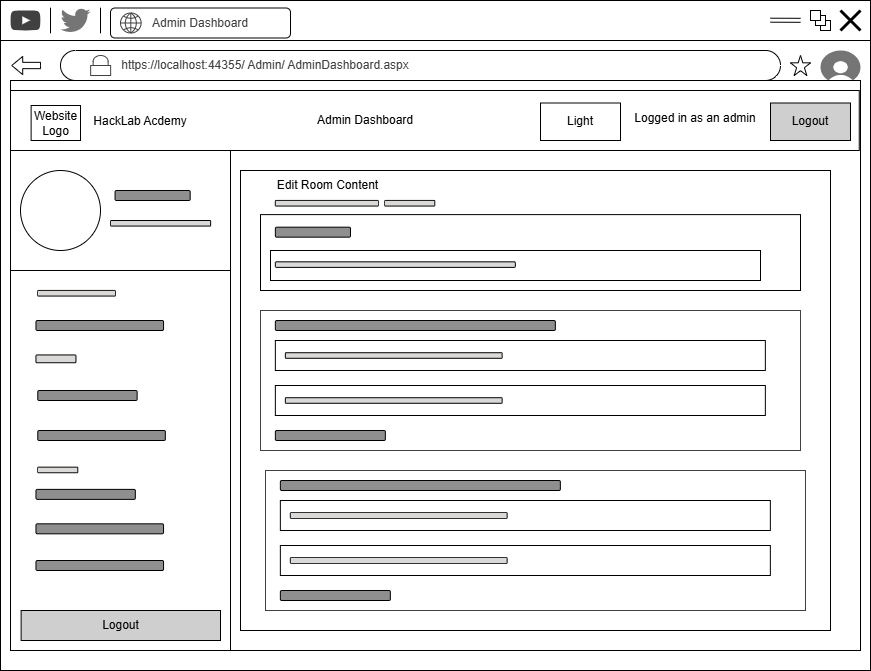 Admin Dashboard
https://localhost:44355/ Admin/ AdminDashboard.aspx
Website
Logo
HackLab Acdemy
Admin Dashboard
Light
Logged in as an admin
Logout
Edit Room Content
Logout